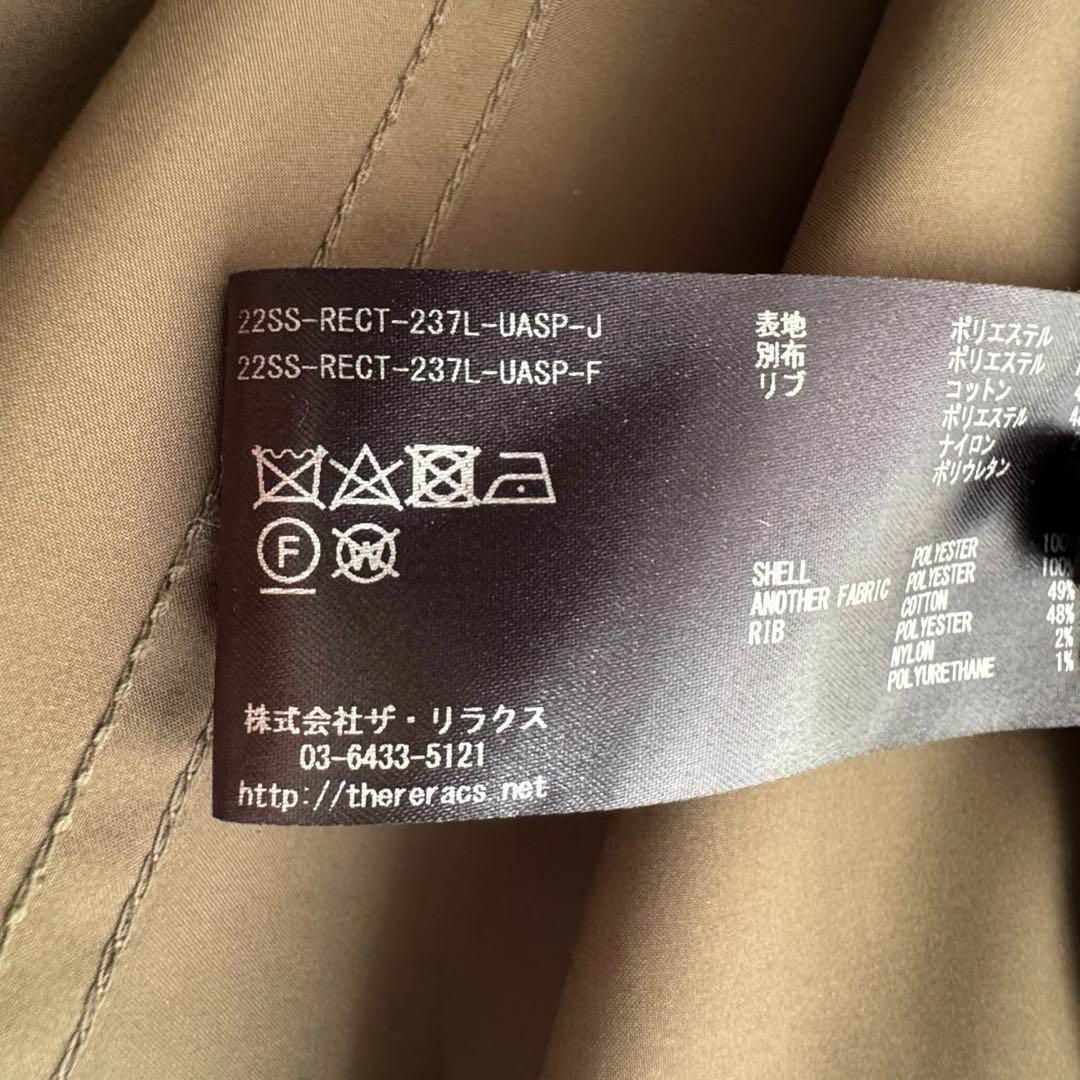 22SS-RECT-237L-UASP-J
22SS-RECT-237L-UASP-F
F
W
株式会社ザ・リラクス
03-6433-5121
http://thereracs.net
表地 ポリエステル
別布 ポリエステル
リブ コットン
ポリエステル
ナイロン
ポリウレタン
SHELL POLYESTER 100
ANOTHER FABRIC POLYESTER 100%
RIB COTTON 49%
POLYESTER 48%
NYLON 2%
POLYURETHANE 1%